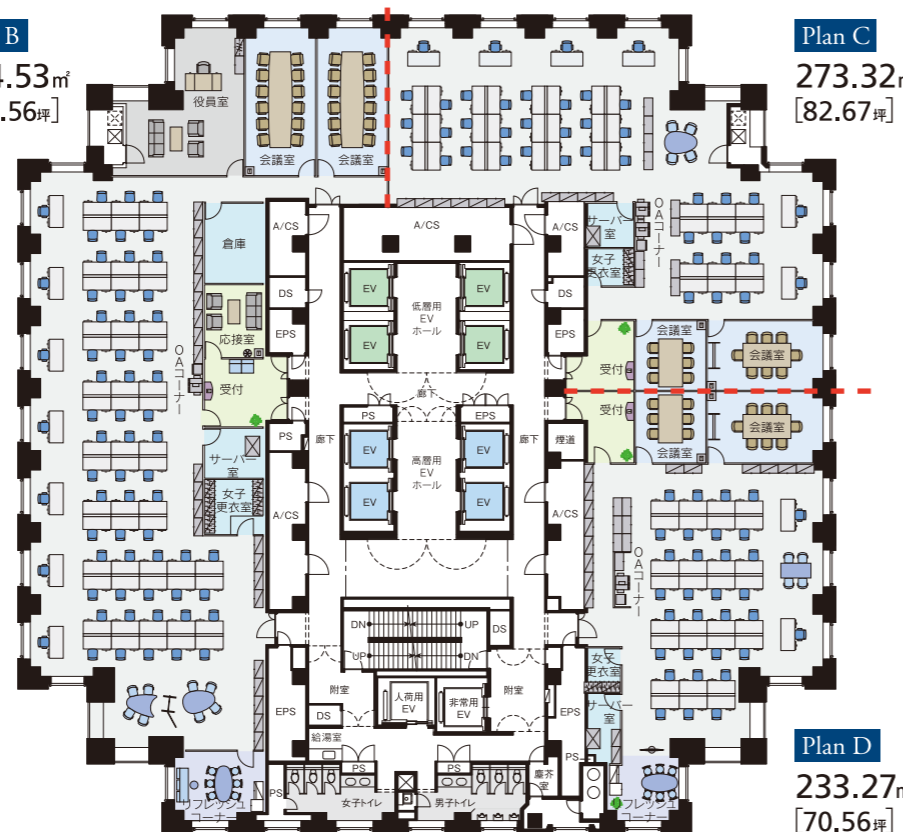 B
.53㎡
.56坪]
Plan C
273.32㎡
[82.67坪]
役員室
会議室
会議室
倉庫
A/CS
A/CS
A/CS
サーバー
室
OAコーナー
女子
更衣室
DS
EV
低層用
EV
ホール
EV
DS
EPS
EV
EV
EPS
応接室
受付
OAコーナー
会議室
会議室
受付
廊下
受付
会議室
会議室
PS
EPS
PS
廊下
EV
高層用
EV
ホール
EV
廊下
煙道
サーバー
室
女子
更衣室
A/CS
EV
EV
A/CS
OAコーナー
DN
UP
UP
DN
DS
女子
更衣室
サーバー
室
EPS
附室
DS
人荷用
EV
非常用
EV
附室
EPS
給湯室
PS
PS
PS
PS
塵芥
室
女子トイレ
男子トイレ
リフレッシュ
コーナー
リフレッシュ
コーナー
Plan D
233.27㎡
[70.56坪]